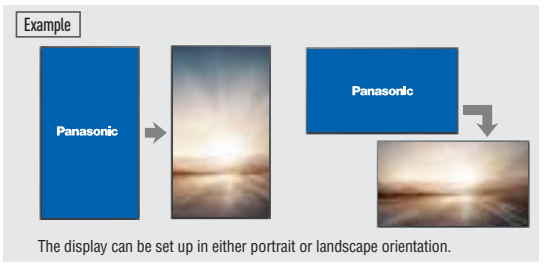 Example
Panasonic
Panasonic
The display can be set up in either portrait or landscape orientation.